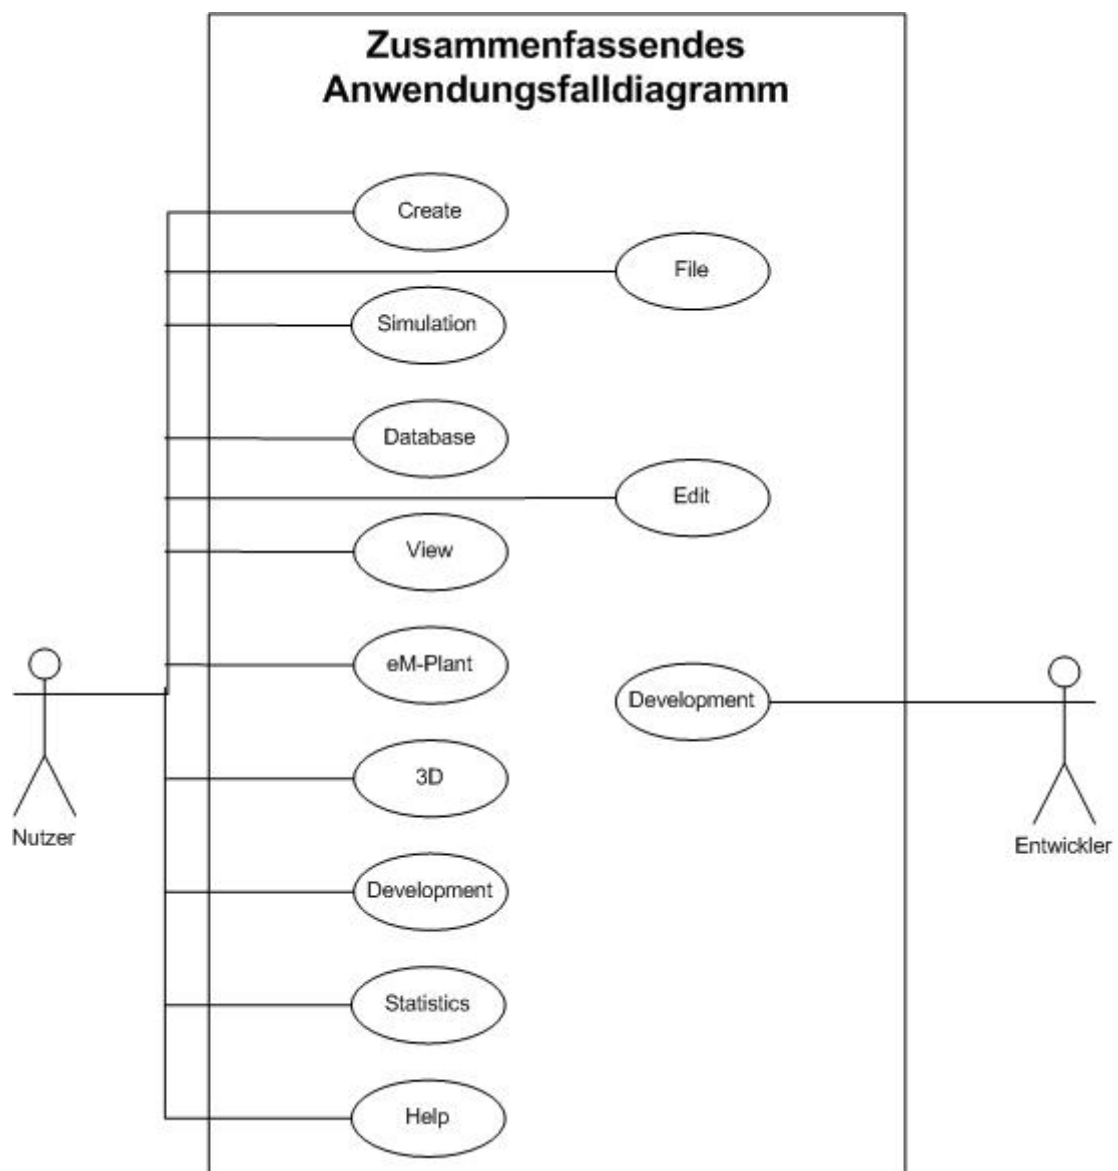 Zusammenfassendes
Anwendungsfalldiagramm
Create
File
Simulation
Database
Edit
View
eM-Plant
Development
3D
Nutzer
Entwickler
Development
Statistics
Help